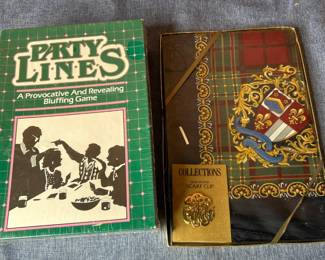 PARTY
LINES
A Provocative And Revealing
Bluffing Game
COLLECTIONS
SCARF CLIP